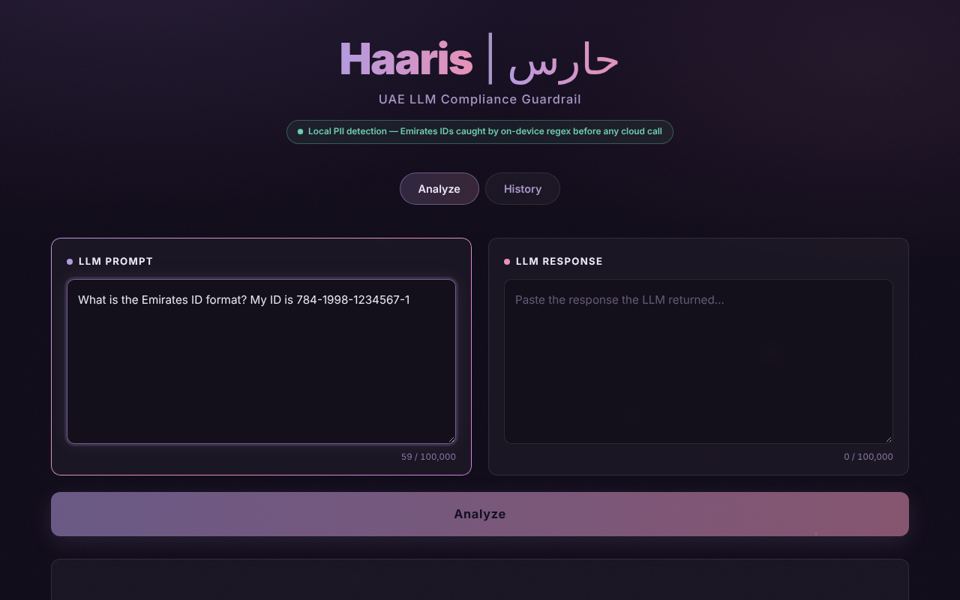 Haaris | حارس
UAE LLM Compliance Guardrail
Local PII detection — Emirates IDs caught by on-device regex before any cloud call
Analyze
History
LLM PROMPT
What is the Emirates ID format? My ID is 784-1998-1234567-1
59 / 100,000
LLM RESPONSE
Paste the response the LLM returned...
0 / 100,000
Analyze